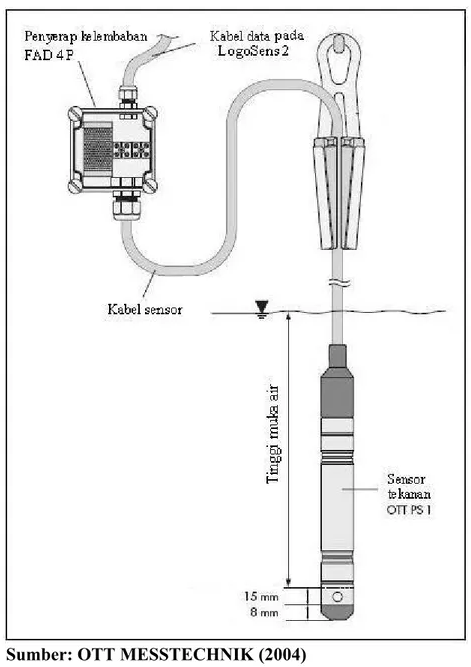 Penyerap kelembaban
FAD 4 P
Kabel data pada
LogoSens 2
Kabel sensor
Tinggi muka air
Sensor
tekanan
OTT PS 1
15 mm
8 mm
Sumber: OTT MESSTECHNIK (2004)